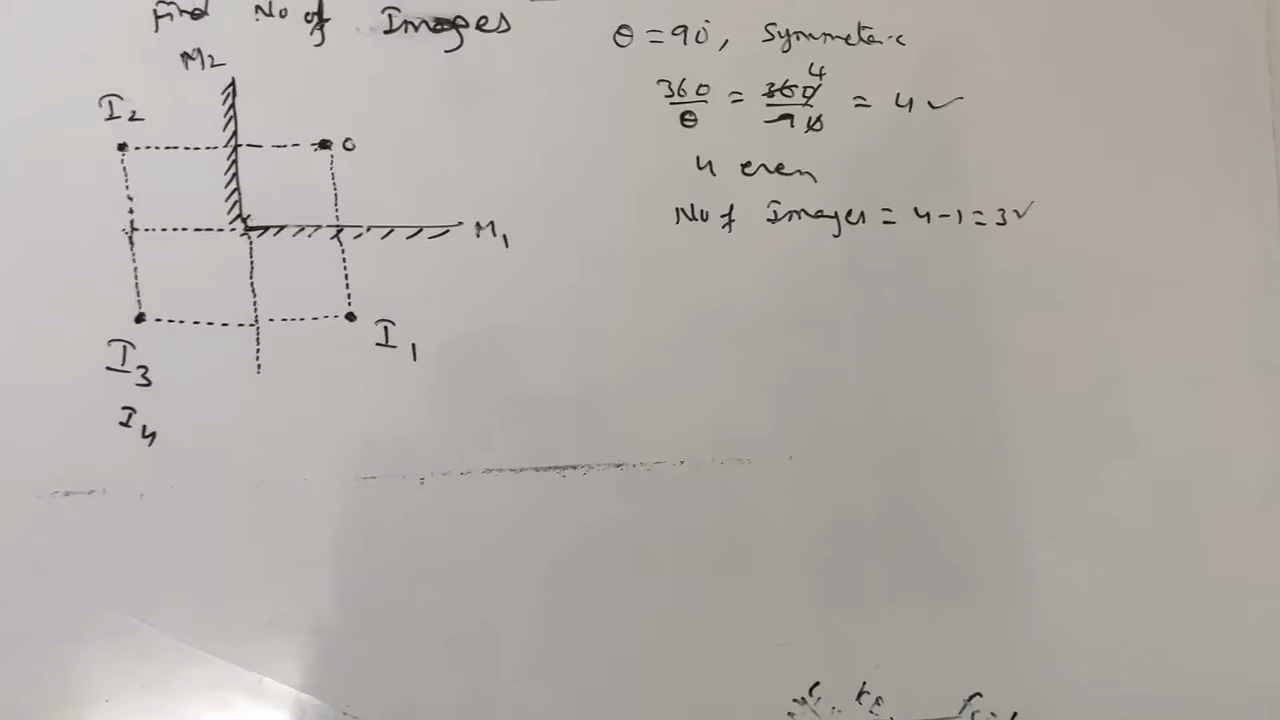 Find No of Images
M2
I2
O
M1
I1
I3
I4
θ = 90°, Symmetric
360/θ = 360/90 4 = 4 ✓
4 even
No of Images = 4-1 = 3 ✓